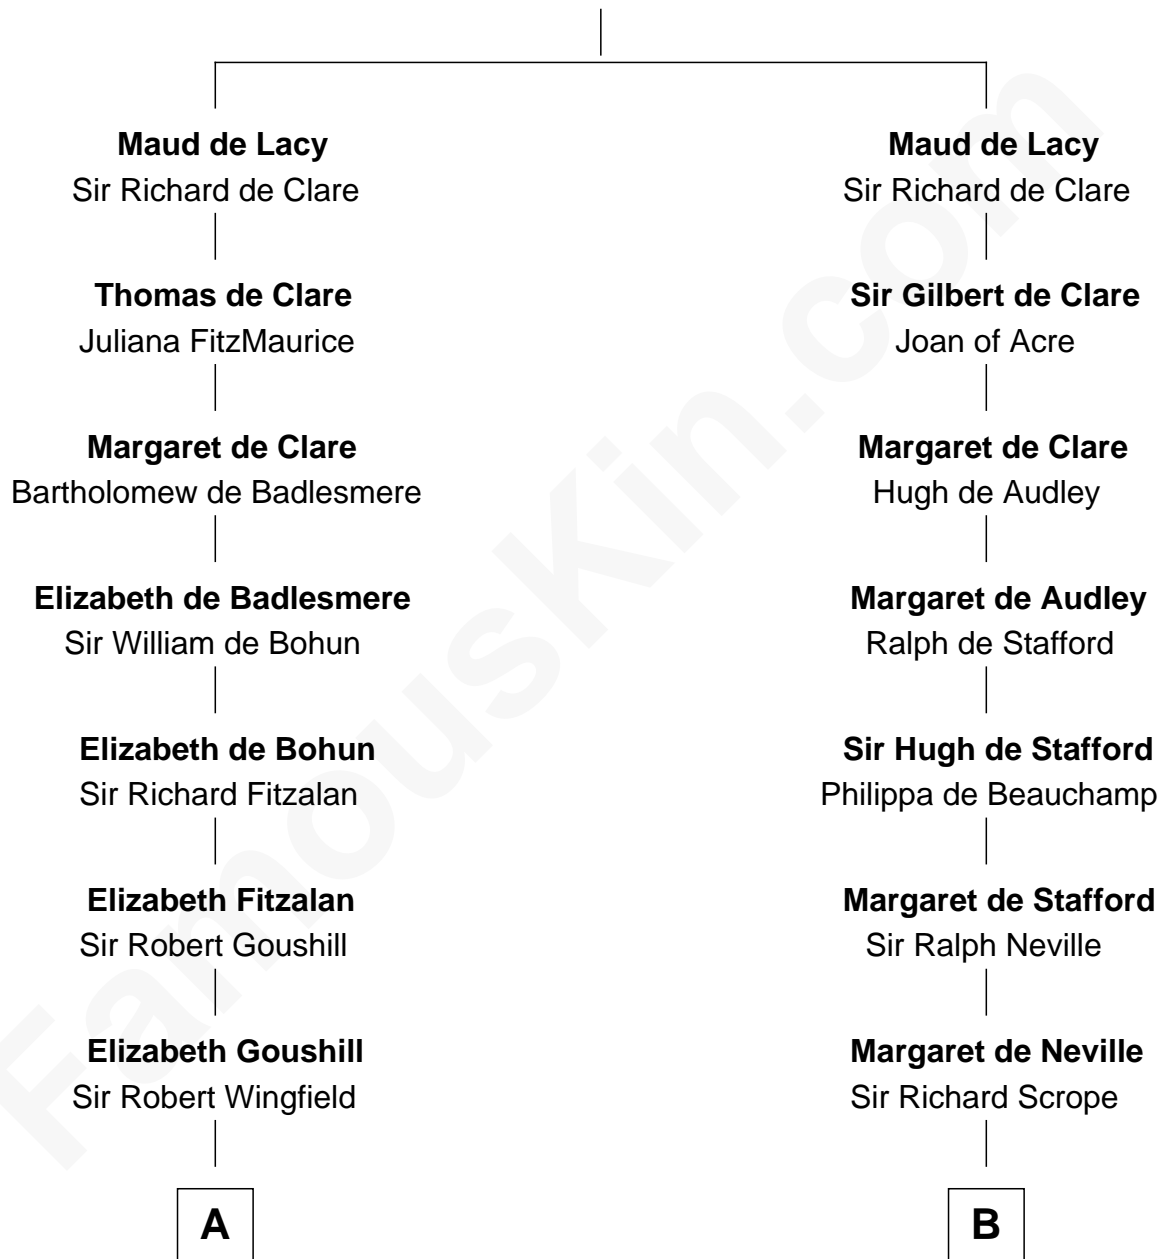 Maud de Lacy
Sir Richard de Clare
Thomas de Clare
Juliana FitzMaurice
Margaret de Clare
Bartholomew de Badlesmere
Elizabeth de Badlesmere
Sir William de Bohun
Elizabeth de Bohun
Sir Richard Fitzalan
Elizabeth Fitzalan
Sir Robert Goushill
Elizabeth Goushill
Sir Robert Wingfield
A
Maud de Lacy
Sir Richard de Clare
Sir Gilbert de Clare
Joan of Acre
Margaret de Clare
Hugh de Audley
Margaret de Audley
Ralph de Stafford
Sir Hugh de Stafford
Philippa de Beauchamp
Margaret de Stafford
Sir Ralph Neville
Margaret de Neville
Sir Richard Scrope
B
FamousKin.com